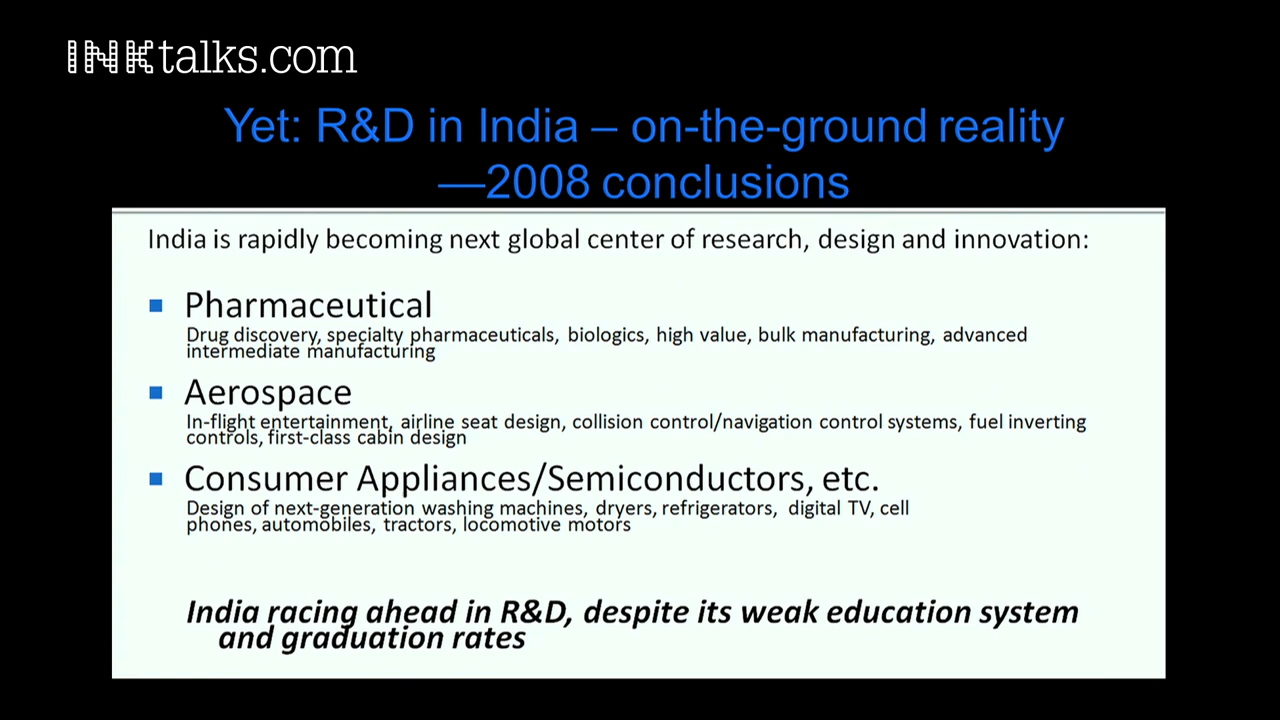 INKtalks.com
Yet: R&D in India – on-the-ground reality
—2008 conclusions
India is rapidly becoming next global center of research, design and innovation:
Pharmaceutical
Drug discovery, specialty pharmaceuticals, biologics, high value, bulk manufacturing, advanced
intermediate manufacturing
Aerospace
In-flight entertainment, airline seat design, collision control/navigation control systems, fuel inverting
controls, first-class cabin design
Consumer Appliances/Semiconductors, etc.
Design of next-generation washing machines, dryers, refrigerators, digital TV, cell
phones, automobiles, tractors, locomotive motors
India racing ahead in R&D, despite its weak education system
and graduation rates